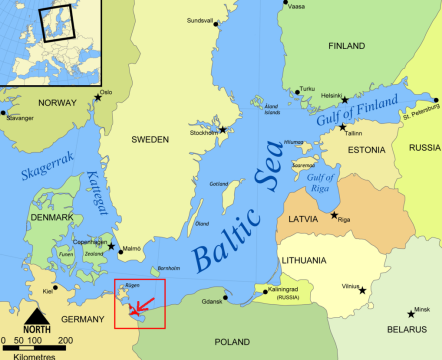 Sundsvall
Vaasa
FINLAND
NORWAY
Oslo
Turku
Helsinki
Åland
Islands
Gulf of Finland
St. Petersburg
Stavanger
Stockholm
Tallinn
SWEDEN
Hiiumaa
ESTONIA
RUSSIA
Skagerrak
Saaremaa
Kattegat
Gotland
Gulf of
Riga
Baltic Sea
Öland
LATVIA
Riga
DENMARK
Copenhagen
Malmö
Funen
Zealand
LITHUANIA
Bornholm
Kiel
Rügen
Kaliningrad
(RUSSIA)
Vilnius
Gdansk
Minsk
NORTH
GERMANY
POLAND
BELARUS
0 50 100 200
Kilometres